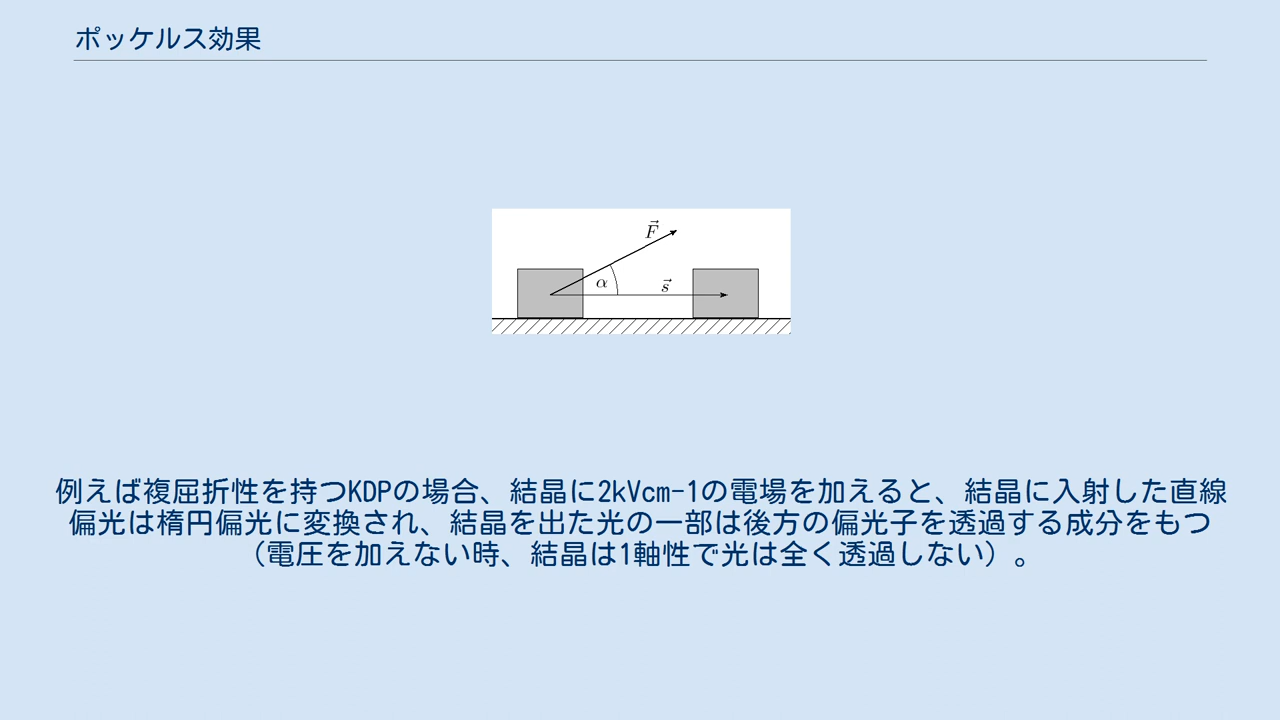 ポッケルス効果
F⃗
α
s⃗
例えば複屈折性を持つKDPの場合、結晶に2kVcm-1の電場を加えると、結晶に入射した直線
偏光は楕円偏光に変換され、結晶を出た光の一部は後方の偏光子を透過する成分をもつ
（電圧を加えない時、結晶は1軸性で光は全く透過しない）。